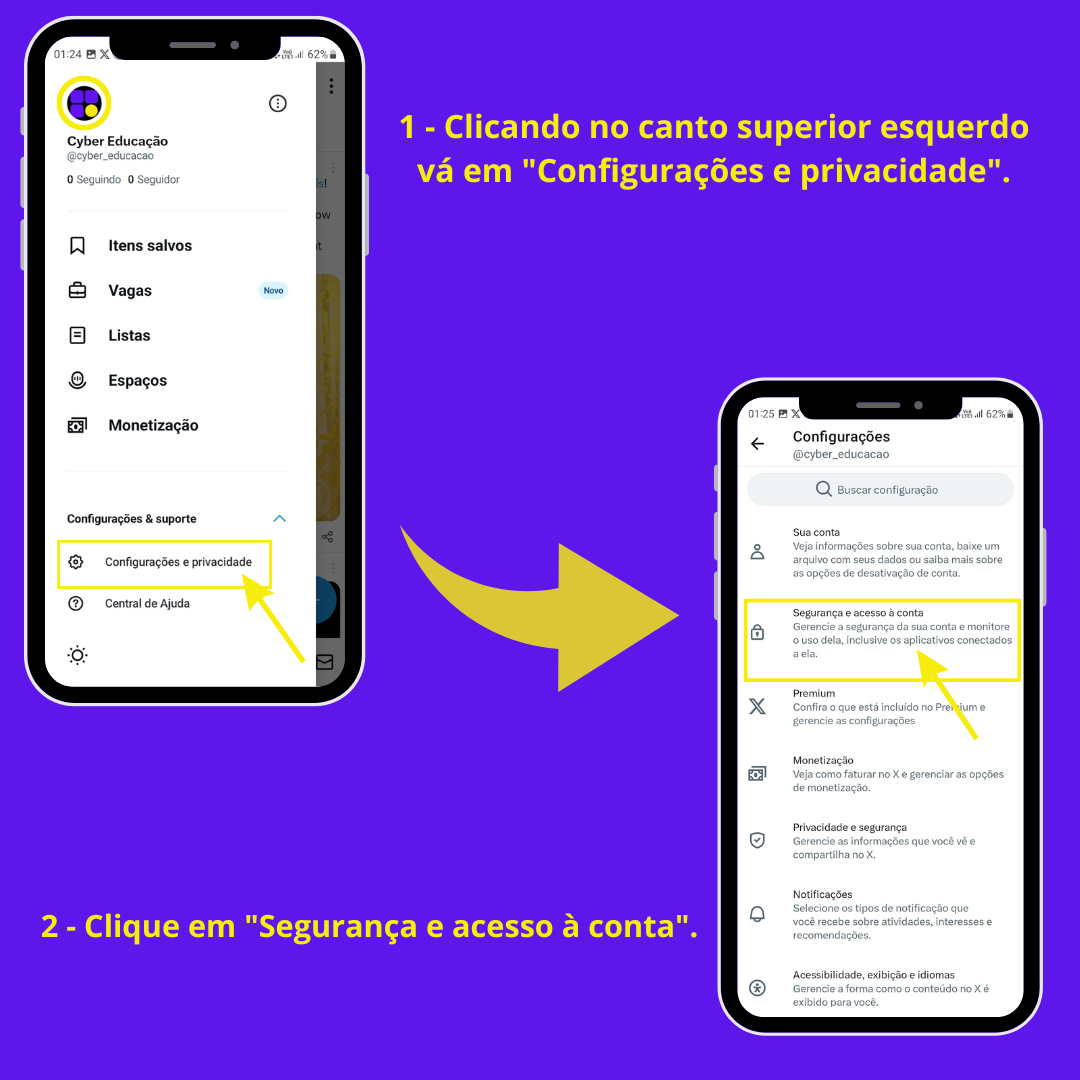 01:24
62%
Cyber Educação
@cyber_educacao
0 Seguindo 0 Seguidor
Itens salvos
Vagas
Novo
Listas
Espaços
Monetização
Configurações & suporte
Configurações e privacidade
Central de Ajuda
1 - Clicando no canto superior esquerdo
vá em "Configurações e privacidade".
01:25
62%
Configurações
@cyber_educacao
Buscar configuração
Sua conta
Veja informações sobre sua conta, baixe um
arquivo com seus dados ou saiba mais sobre
as opções de desativação de conta.
Segurança e acesso à conta
Gerencie a segurança da sua conta e monitore
o uso dela, inclusive os aplicativos conectados
a ela.
Premium
Confira o que está incluído no Premium e
gerencie as configurações
Monetização
Veja como faturar no X e gerenciar as opções
de monetização.
Privacidade e segurança
Gerencie as informações que você vê e
compartilha no X.
Notificações
Selecione os tipos de notificação que
você recebe sobre atividades, interesses e
recomendações.
Acessibilidade, exibição e idiomas
Gerencie a forma como o conteúdo no X é
exibido para você.
2 - Clique em "Segurança e acesso à conta".